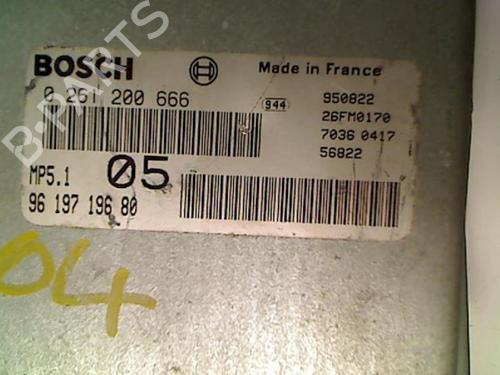 BOSCH
Made in France
0 261 200 666
944
950822
26FM0170
7036 0417
56822
MP5.1
05
96 197 196 80
04
B-PARTS